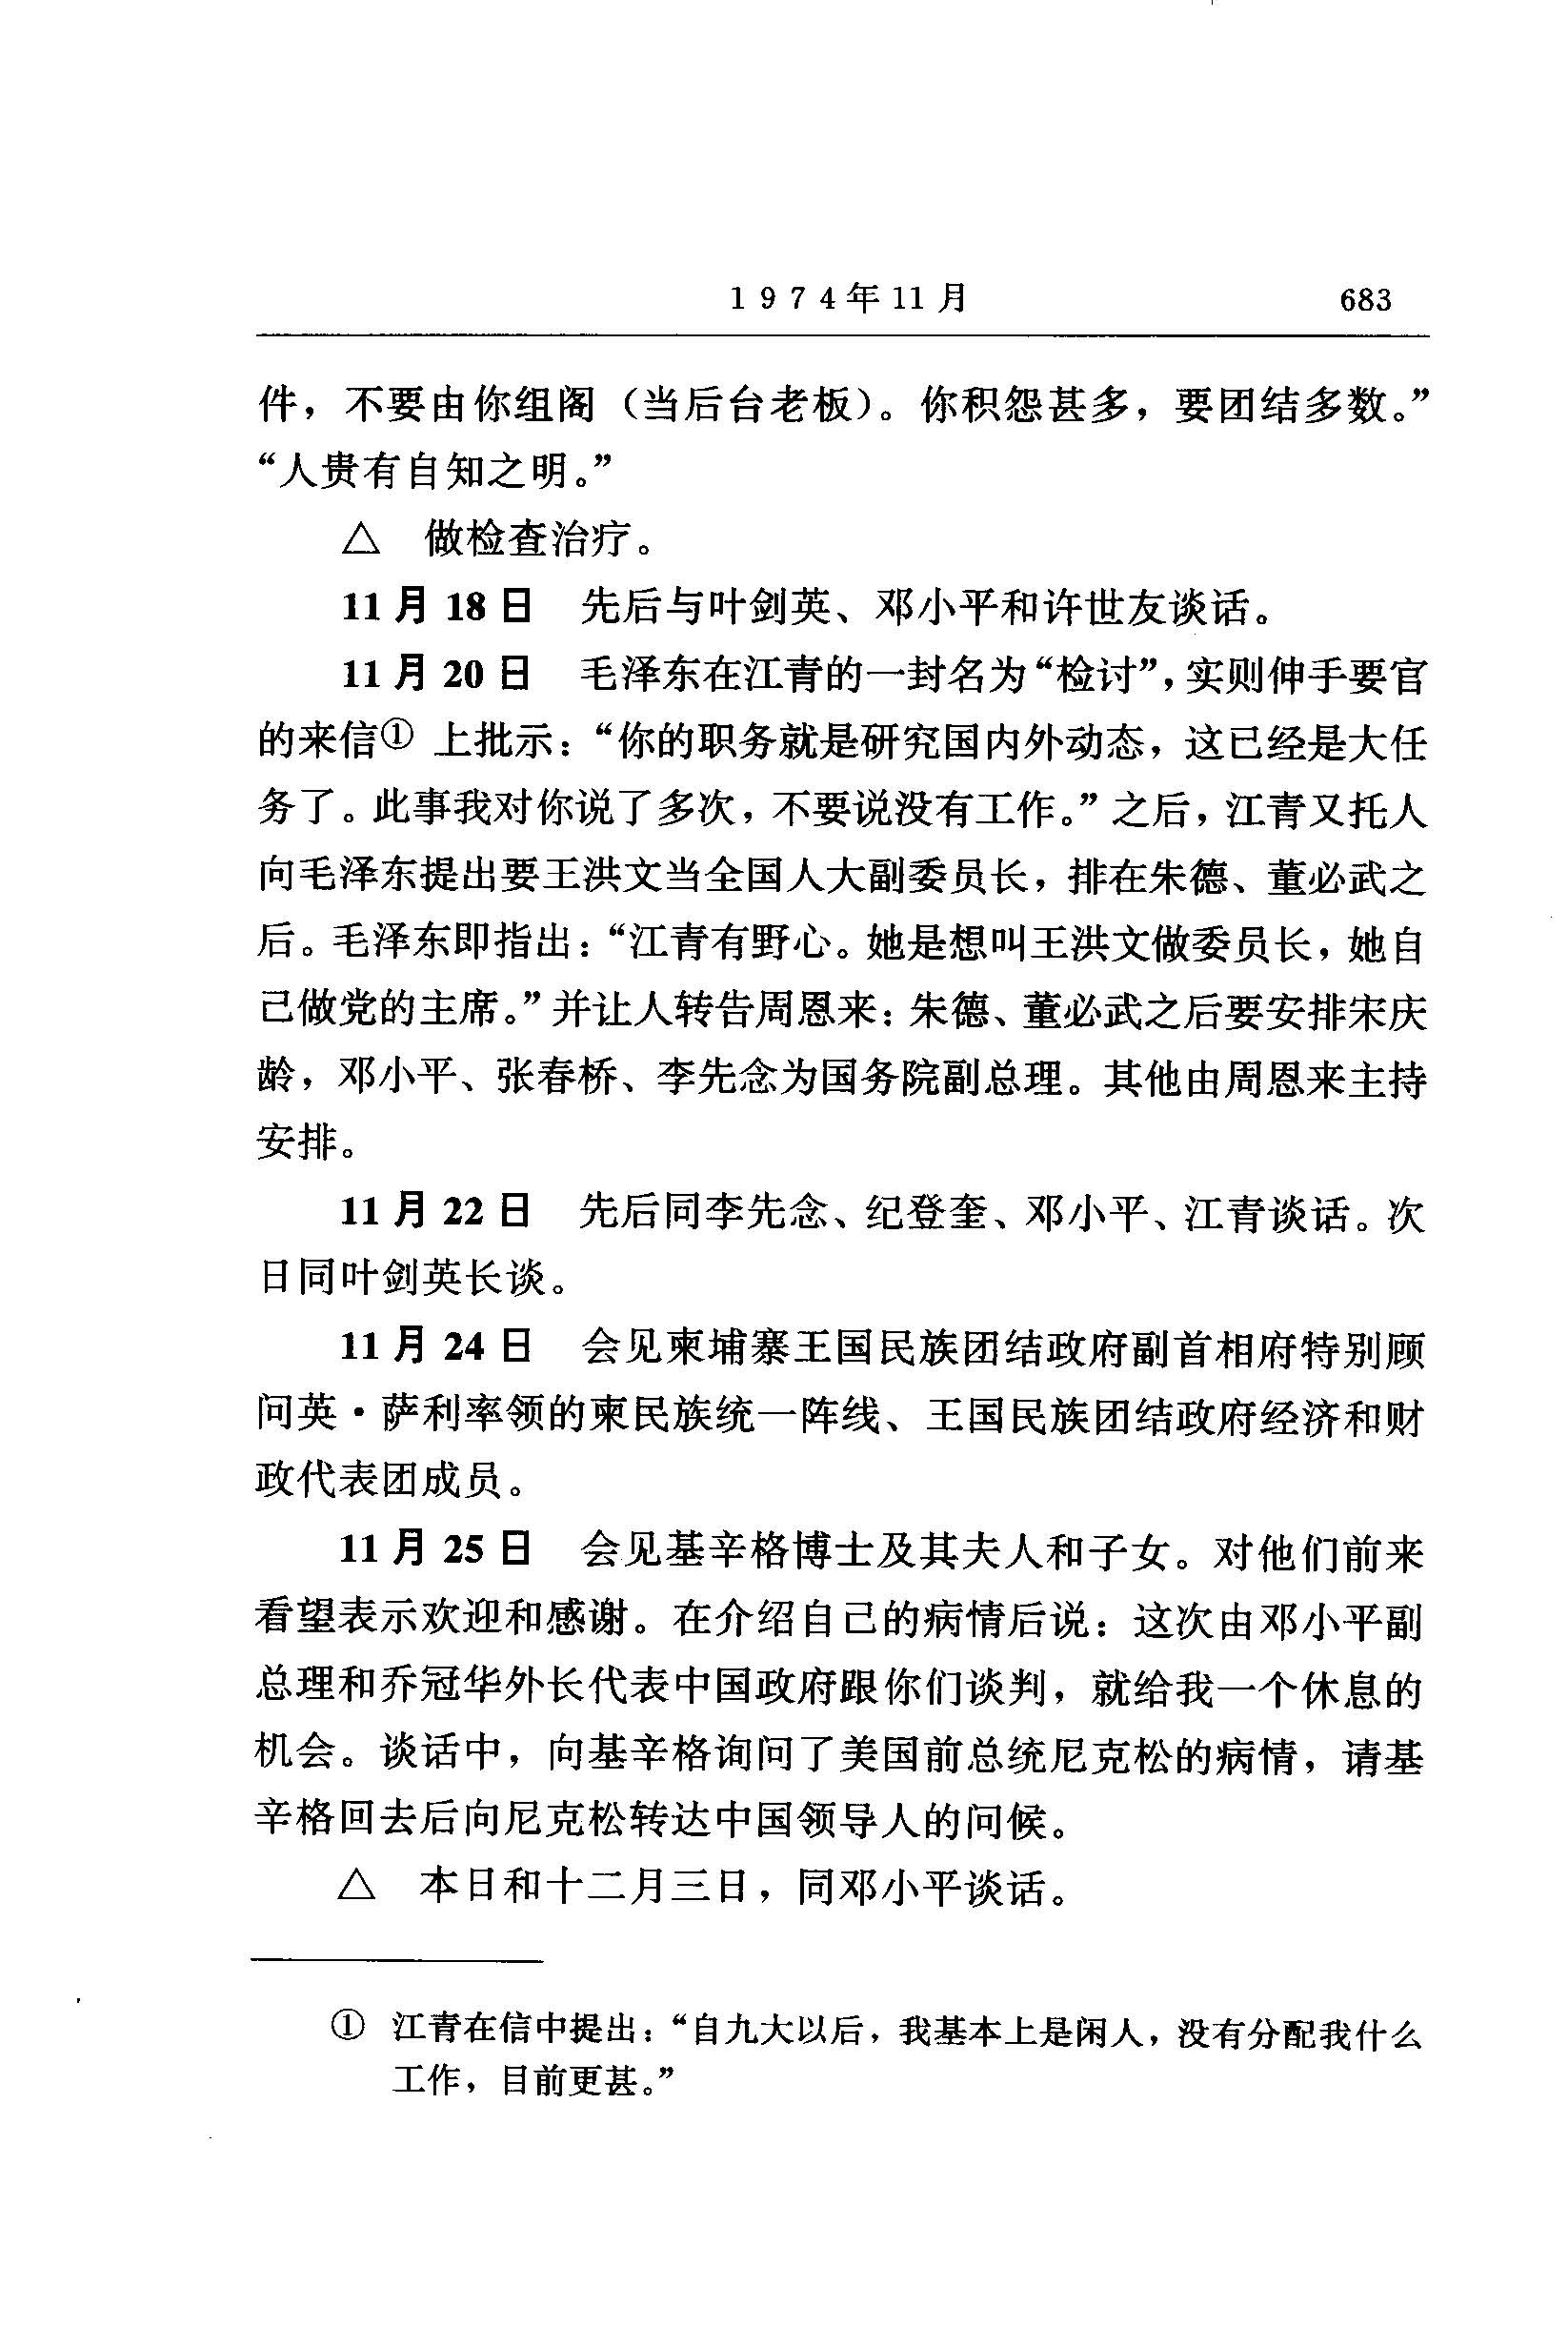 1974年11月 683
件，不要由你组阁（当后台老板）。你积怨甚多，要团结多数。”
“人贵有自知之明。”
△ 做检查治疗。
11月18日 先后与叶剑英、邓小平和许世友谈话。
11月20日 毛泽东在江青的一封名为“检讨”，实则伸手要官
的来信① 上批示：“你的职务就是研究国内外动态，这已经是大任
务了。此事我对你说了多次，不要说没有工作。”之后，江青又托人
向毛泽东提出要王洪文当全国人大副委员长，排在朱德、董必武之
后。毛泽东即指出：“江青有野心。她是想叫王洪文做委员长，她自
己做党的主席。”并让人转告周恩来：朱德、董必武之后要安排宋庆
龄，邓小平、张春桥、李先念为国务院副总理。其他由周恩来主持
安排。
11月22日 先后同李先念、纪登奎、邓小平、江青谈话。次
日同叶剑英长谈。
11月24日 会见柬埔寨王国民族团结政府副首相府特别顾
问英·萨利率领的柬民族统一阵线、王国民族团结政府经济和财
政代表团成员。
11月25日 会见基辛格博士及其夫人和子女。对他们前来
看望表示欢迎和感谢。在介绍自己的病情后说：这次由邓小平副
总理和乔冠华外长代表中国政府跟你们谈判，就给我一个休息的
机会。谈话中，向基辛格询问了美国前总统尼克松的病情，请基
辛格回去后向尼克松转达中国领导人的问候。
△ 本日和十二月三日，同邓小平谈话。
① 江青在信中提出：“自九大以后，我基本上是闲人，没有分配我什么
工作，目前更甚。”